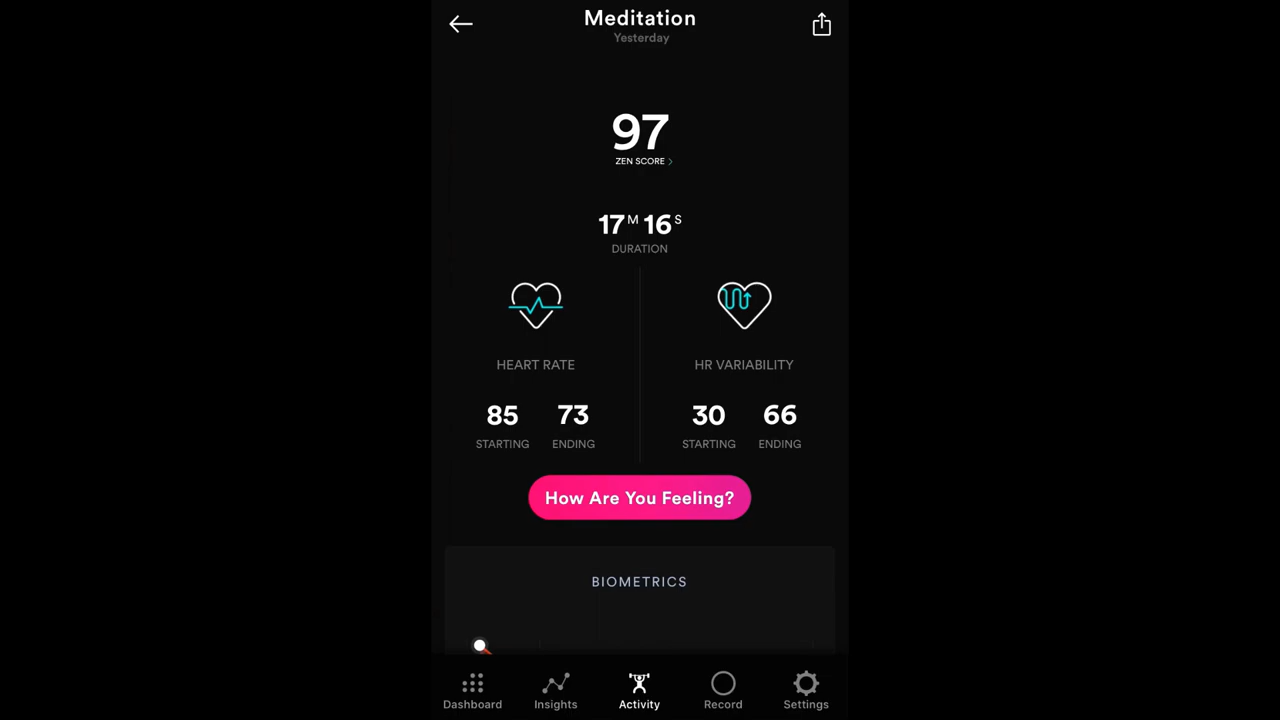 Meditation
Yesterday
97
ZEN SCORE >
17M 16S
DURATION
HEART RATE
HR VARIABILITY
85 73
STARTING ENDING
30 66
STARTING ENDING
How Are You Feeling?
BIOMETRICS
Dashboard Insights Activity Record Settings